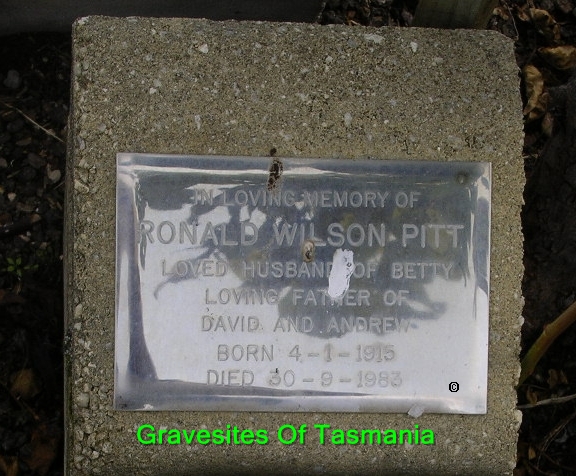 IN LOVING MEMORY OF
RONALD WILSON PITT
LOVED HUSBAND OF BETTY
LOVING FATHER OF
DAVID AND ANDREW
BORN 4-1-1915
DIED 30-9-1983
©
Gravesites Of Tasmania